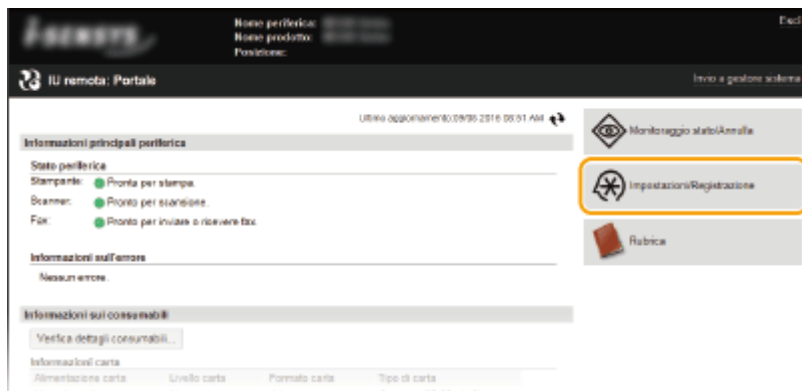 i-SENSYS
Nome periferica:
Nome prodotto:
Posizione:
Esci
IU remota: Portale
Invio a gestore sistema
Ultimo aggiornamento:09/08 2016 08:51 AM
Informazioni principali periferica
Stato periferica
Stampante: Pronta per stampa.
Scanner: Pronto per scansione.
Fax: Pronto per inviare o ricevere fax.
Informazioni sull'errore
Nessun errore.
Informazioni sui consumabili
Verifica dettagli consumabili...
Informazioni carta
Alimentazione carta Livello carta Formato carta Tipo di carta
Monitoraggio stato/Annulla
Impostazioni/Registrazione
Rubrica